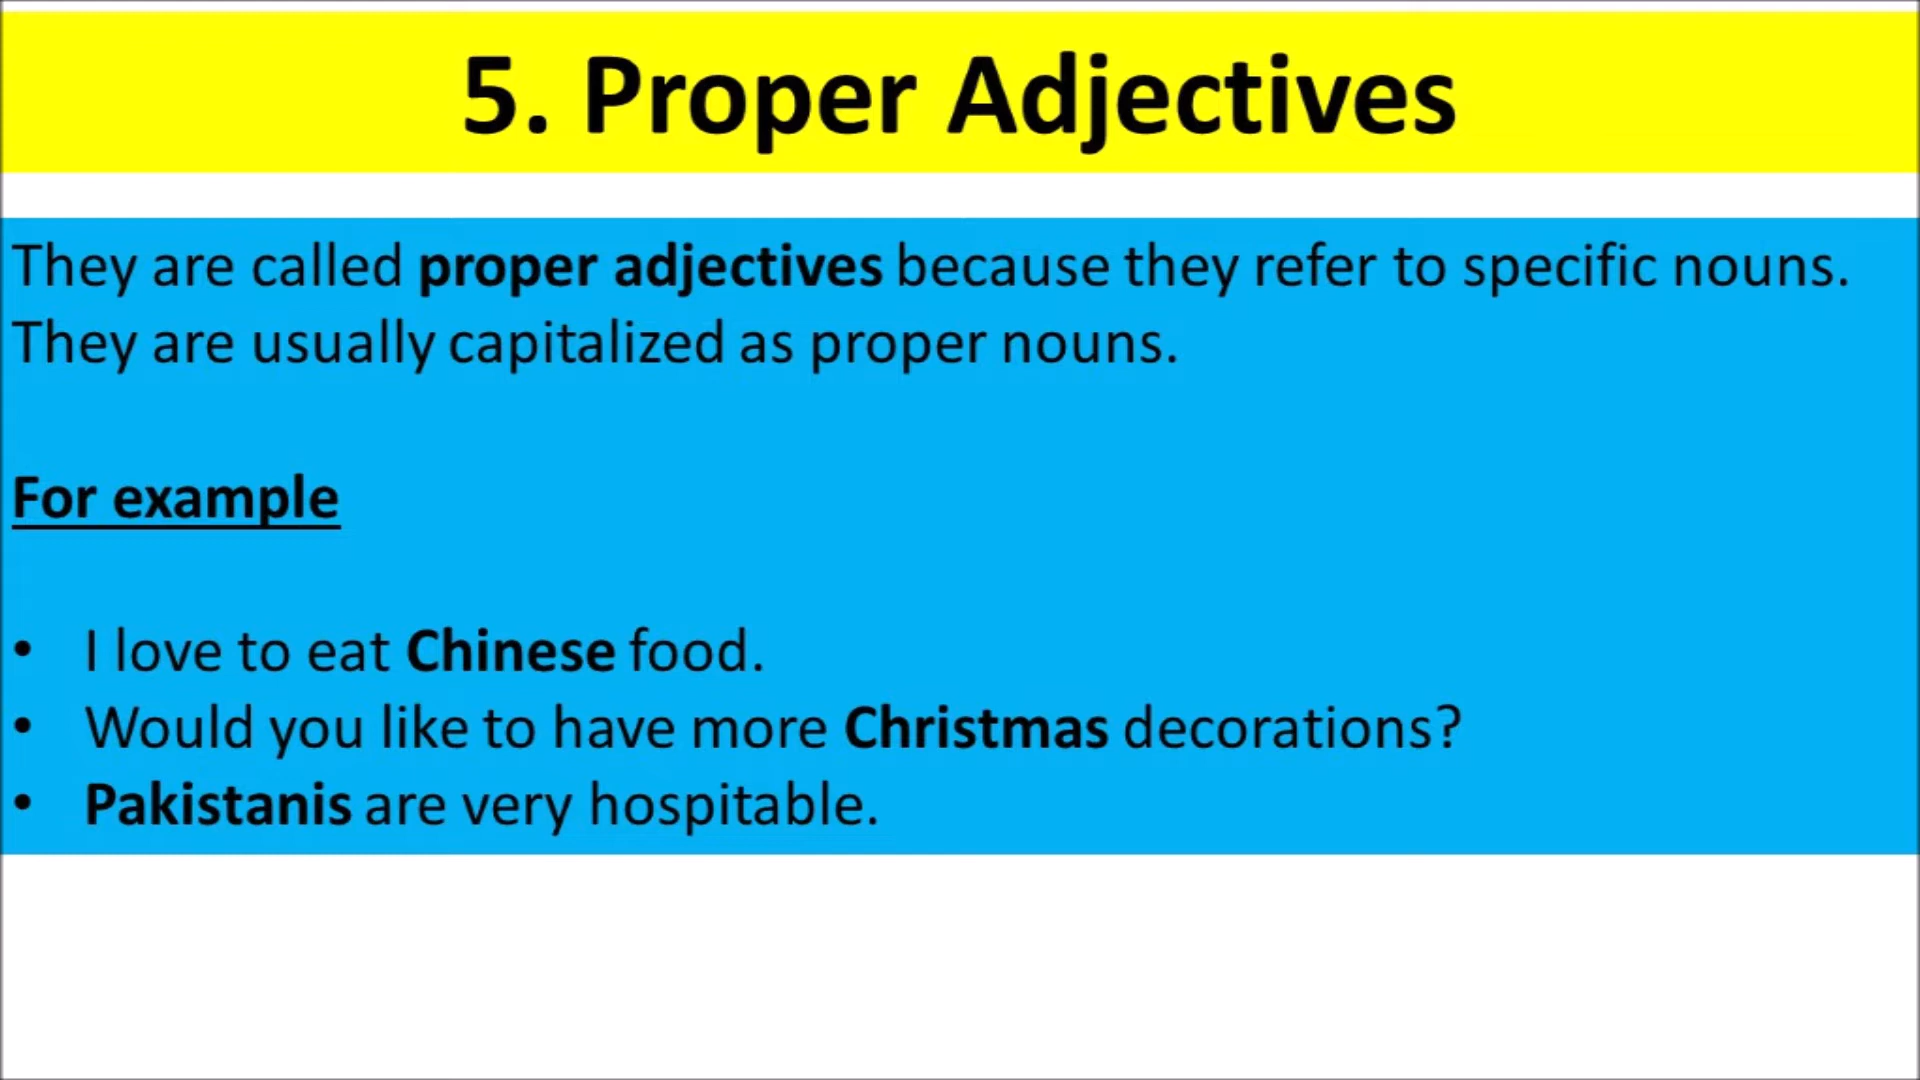 5. Proper Adjectives
They are called proper adjectives because they refer to specific nouns.
They are usually capitalized as proper nouns.
For example
• I love to eat Chinese food.
• Would you like to have more Christmas decorations?
• Pakistanis are very hospitable.